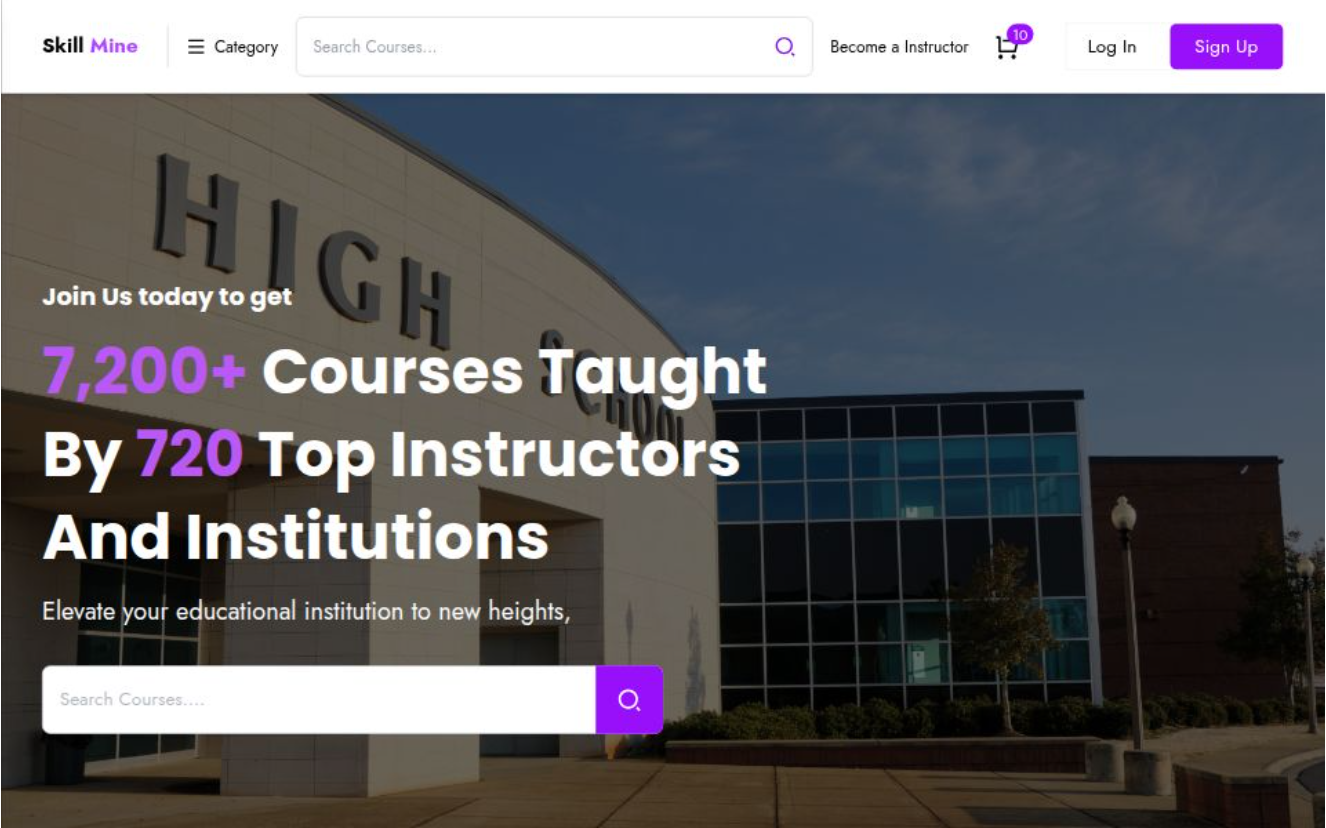 Skill Mine
Category
Search Courses...
Become a Instructor
10
Log In
Sign Up
HIGH SCHOOL
Join Us today to get
7,200+ Courses Taught
By 720 Top Instructors
And Institutions
Elevate your educational institution to new heights,
Search Courses....